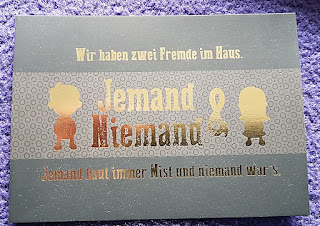 Wir haben zwei Fremde im Haus.
Jemand &
Niemand
Jemand baut immer Mist und niemand war's.